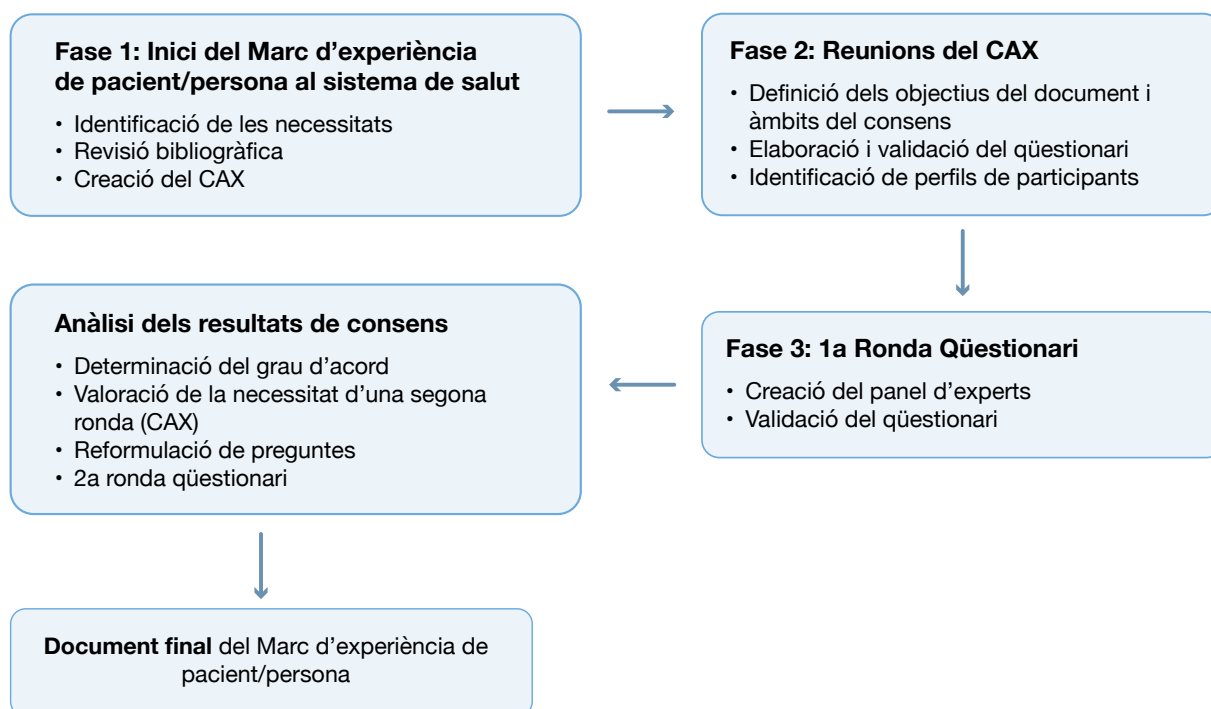 Fase 1: Inici del Marc d’experiència
de pacient/persona al sistema de salut
• Identificació de les necessitats
• Revisió bibliogràfica
• Creació del CAX
Fase 2: Reunions del CAX
• Definició dels objectius del document i
àmbits del consens
• Elaboració i validació del qüestionari
• Identificació de perfils de participants
Fase 3: 1a Ronda Qüestionari
• Creació del panel d’experts
• Validació del qüestionari
Anàlisi dels resultats de consens
• Determinació del grau d’acord
• Valoració de la necessitat d’una segona
ronda (CAX)
• Reformulació de preguntes
• 2a ronda qüestionari
Document final del Marc d’experiència de
pacient/persona